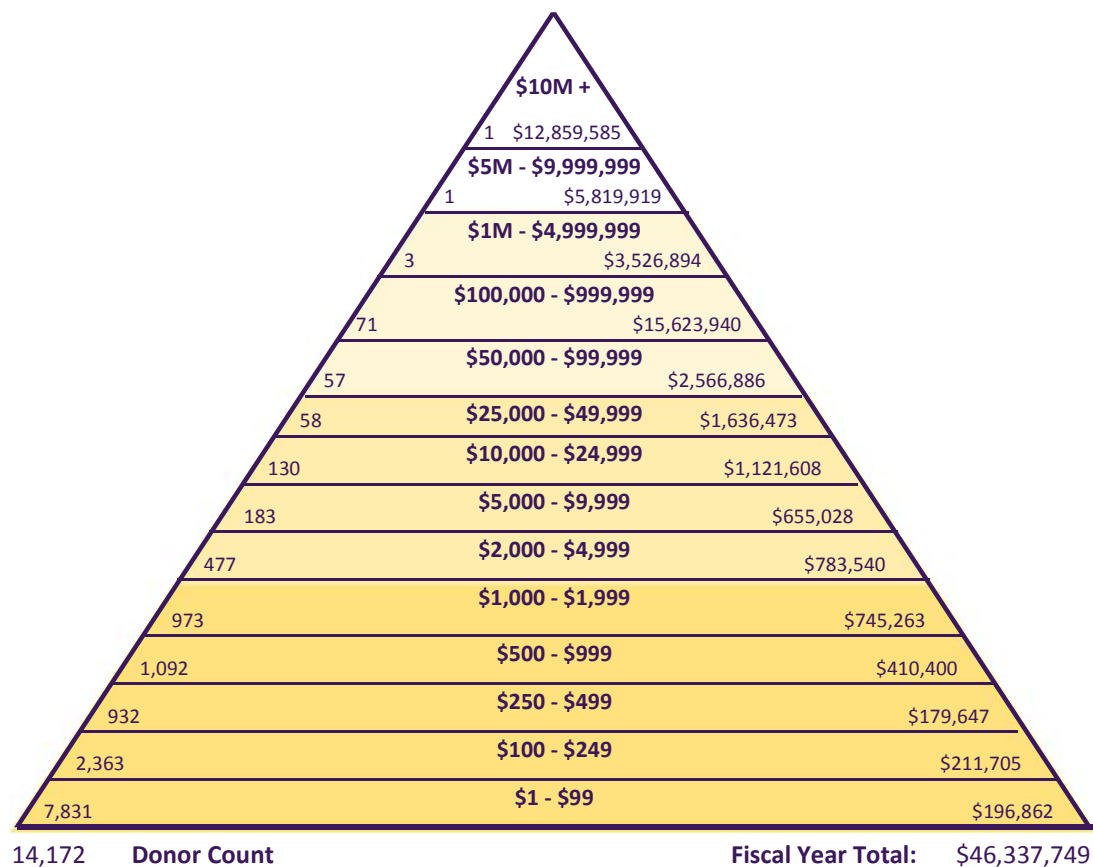 $10M +
1 $12,859,585
$5M - $9,999,999
1 $5,819,919
$1M - $4,999,999
3 $3,526,894
$100,000 - $999,999
71 $15,623,940
$50,000 - $99,999
57 $2,566,886
$25,000 - $49,999
58 $1,636,473
$10,000 - $24,999
130 $1,121,608
$5,000 - $9,999
183 $655,028
$2,000 - $4,999
477 $783,540
$1,000 - $1,999
973 $745,263
$500 - $999
1,092 $410,400
$250 - $499
932 $179,647
$100 - $249
2,363 $211,705
$1 - $99
7,831 $196,862
14,172 Donor Count Fiscal Year Total: $46,337,749